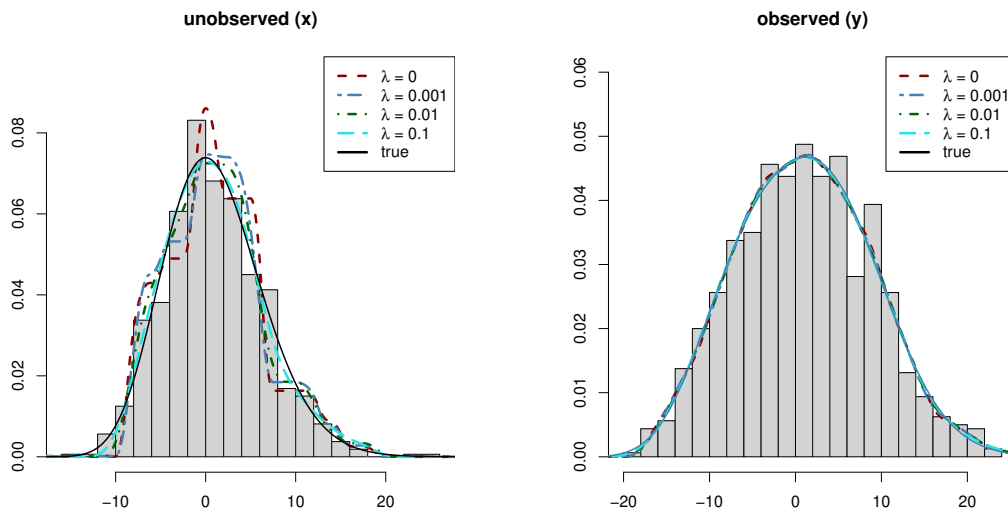 unobserved (x)
λ = 0
λ = 0.001
λ = 0.01
λ = 0.1
true
0.00
0.02
0.04
0.06
0.08
−10
0
10
20
observed (y)
λ = 0
λ = 0.001
λ = 0.01
λ = 0.1
true
0.00
0.01
0.02
0.03
0.04
0.05
0.06
−20
−10
0
10
20